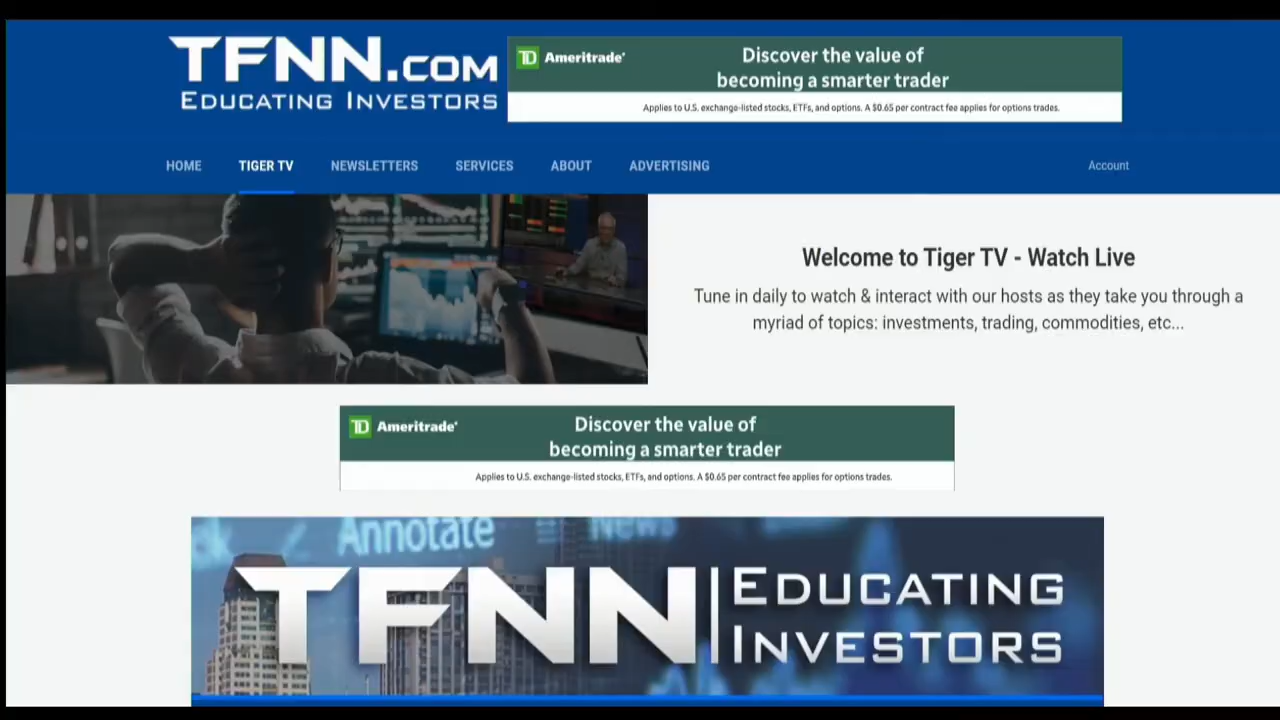 TFNN.COM
EDUCATING INVESTORS
TD Ameritrade
Discover the value of
becoming a smarter trader
Applies to U.S. exchange-listed stocks, ETFs, and options. A $0.65 per contract fee applies for options trades.
HOME TIGER TV NEWSLETTERS SERVICES ABOUT ADVERTISING Account
Welcome to Tiger TV - Watch Live
Tune in daily to watch & interact with our hosts as they take you through a
myriad of topics: investments, trading, commodities, etc...
TD Ameritrade
Discover the value of
becoming a smarter trader
Applies to U.S. exchange-listed stocks, ETFs, and options. A $0.65 per contract fee applies for options trades.
Annotate News
TFNN
EDUCATING
INVESTORS